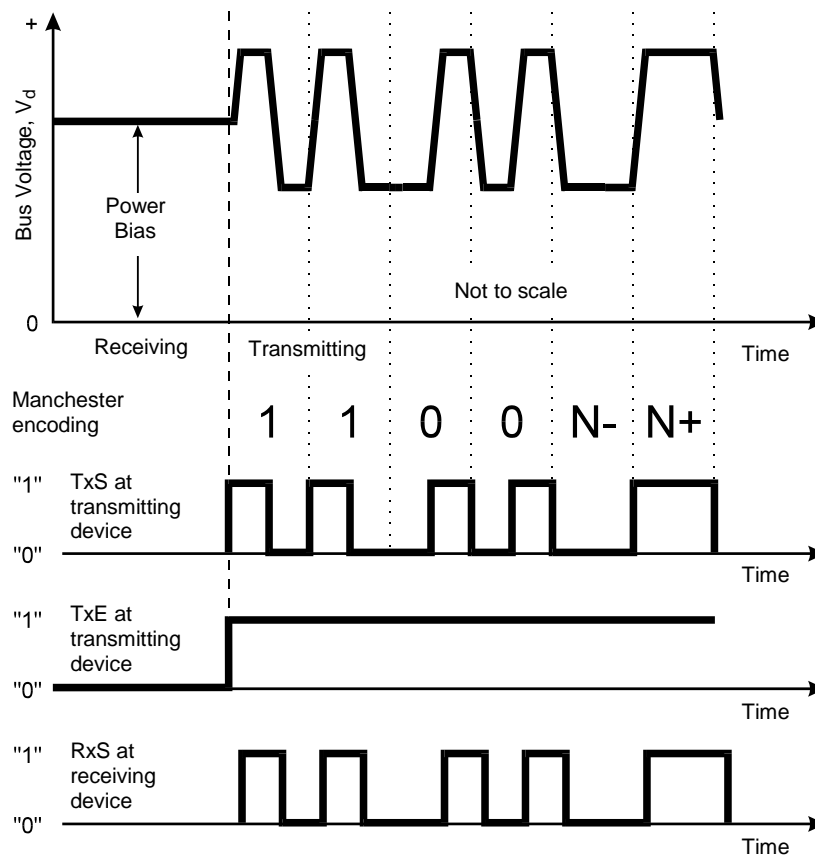 +
Bus Voltage, Vd
Power
Bias
Not to scale
0
Receiving
Transmitting
Time
Manchester
encoding
1 1 0 0 N- N+
"1"
TxS at
transmitting
device
"0"
Time
"1"
TxE at
transmitting
device
"0"
Time
"1"
RxS at
receiving
device
"0"
Time